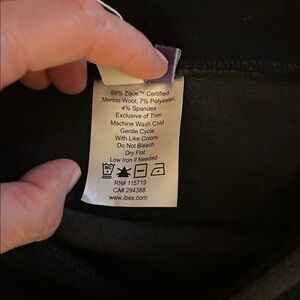 89% Zque™ Certified
Merino Wool, 7% Polyester,
4% Spandex
Exclusive of Trim
Machine Wash Cold
Gentle Cycle
With Like Colors
Do Not Bleach
Dry Flat
Low Iron if Needed
RN# 115719
CA# 294388
www.ibex.com